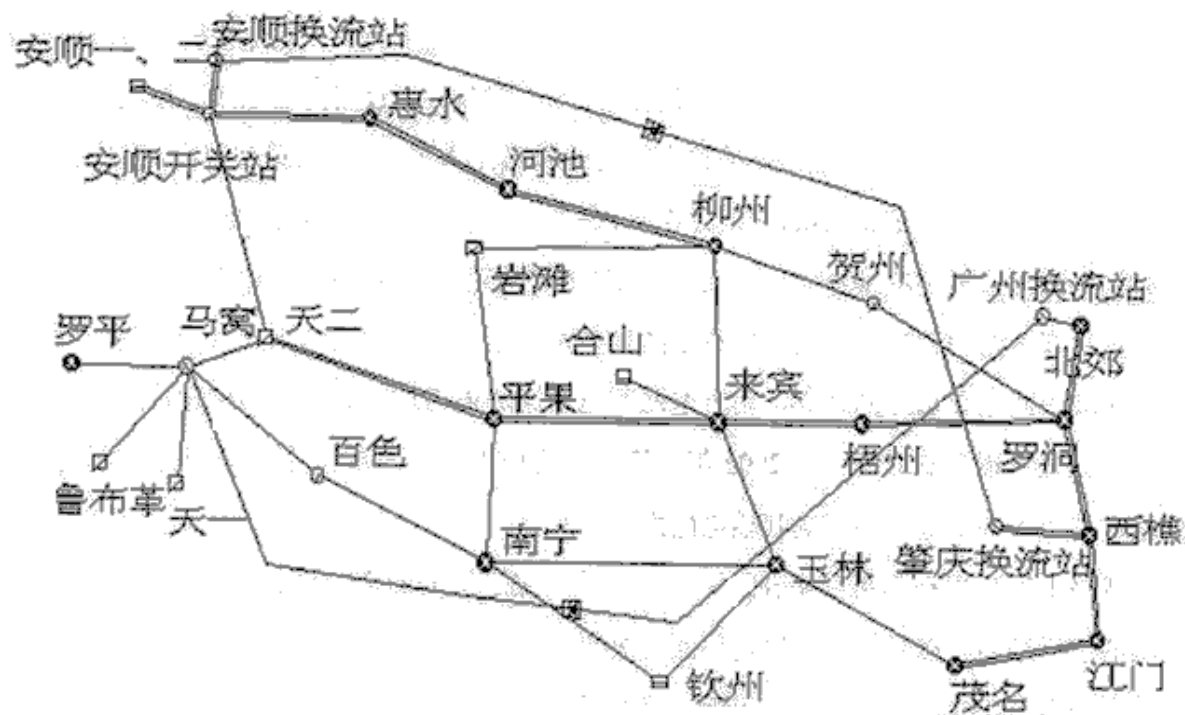 安顺换流站
安顺一、二
惠水
安顺开关站
河池
柳州
岩滩
贺州
广州换流站
罗平
马窝
天二
合山
北郊
平果
来宾
百色
梧州
罗洞
鲁布革
天一
南宁
玉林
肇庆换流站
西樵
钦州
茂名
江门